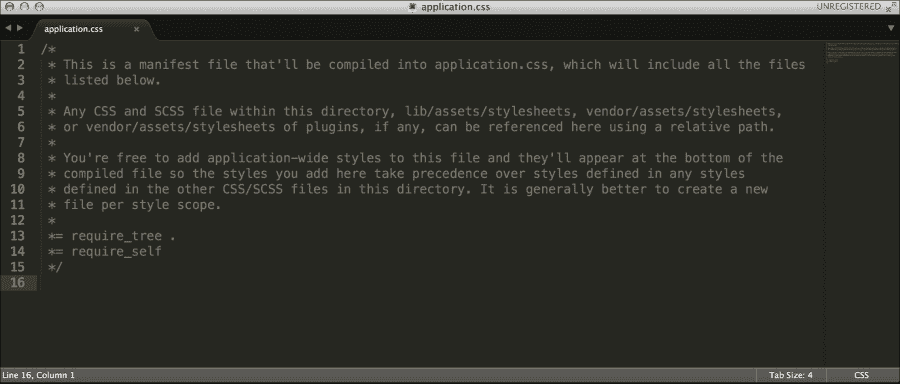 application.css
UNREGISTERED
application.css
1 /*
2 * This is a manifest file that'll be compiled into application.css, which will include all the files
3 * listed below.
4 *
5 * Any CSS and SCSS file within this directory, lib/assets/stylesheets, vendor/assets/stylesheets,
6 * or vendor/assets/stylesheets of plugins, if any, can be referenced here using a relative path.
7 *
8 * You're free to add application-wide styles to this file and they'll appear at the bottom of the
9 * compiled file so the styles you add here take precedence over styles defined in any styles
10 * defined in the other CSS/SCSS files in this directory. It is generally better to create a new
11 * file per style scope.
12 *
13 *= require_tree .
14 *= require_self
15 */
16
Line 16, Column 1
Tab Size: 4
CSS